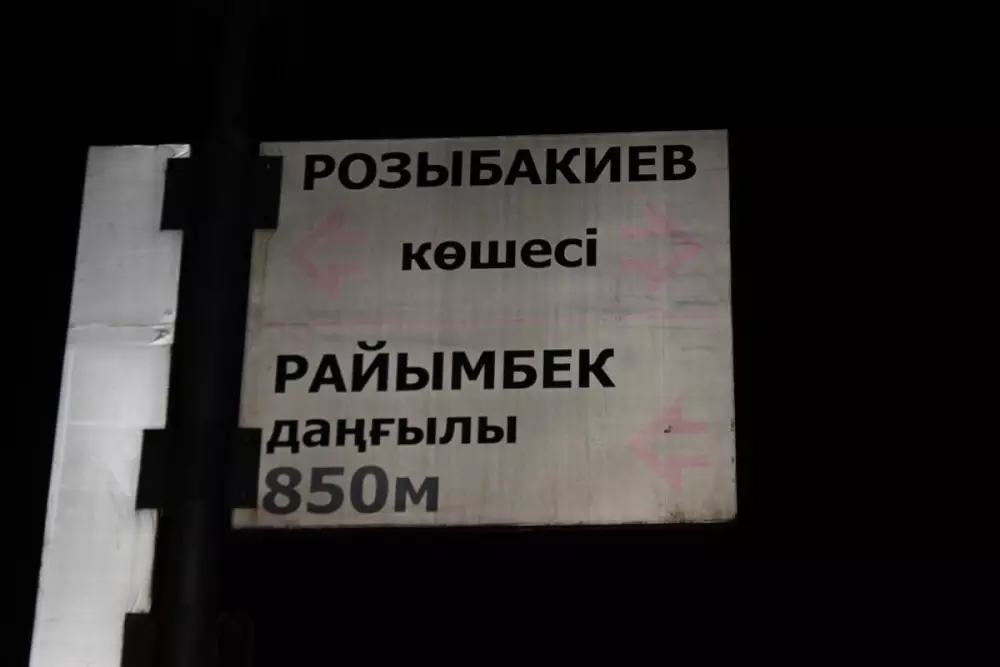 РОЗЫБАКИЕВ
көшесі
РАЙЫМБЕК
даңғылы
850м